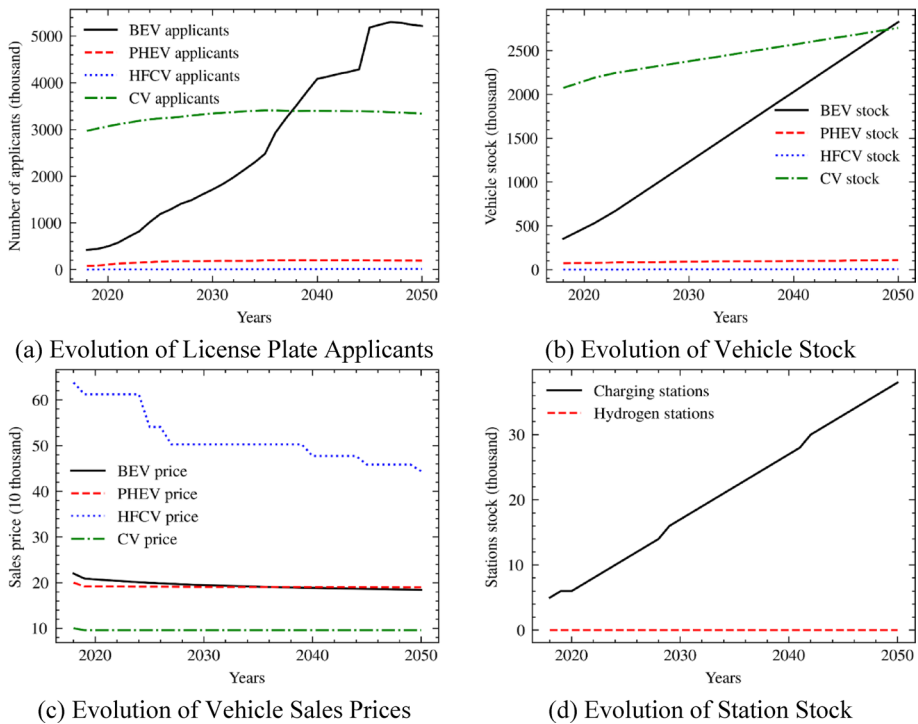 5000
4000
3000
2000
1000
0
Number of applicants (thousand)
BEV applicants
PHEV applicants
HFCV applicants
CV applicants
2020 2030 2040 2050
Years
(a) Evolution of License Plate Applicants
2500
2000
1500
1000
500
0
Vehicle stock (thousand)
BEV stock
PHEV stock
HFCV stock
CV stock
2020 2030 2040 2050
Years
(b) Evolution of Vehicle Stock
60
50
40
30
20
10
Sales price (10 thousand)
BEV price
PHEV price
HFCV price
CV price
2020 2030 2040 2050
Years
(c) Evolution of Vehicle Sales Prices
30
20
10
0
Stations stock (thousand)
Charging stations
Hydrogen stations
2020 2030 2040 2050
Years
(d) Evolution of Station Stock